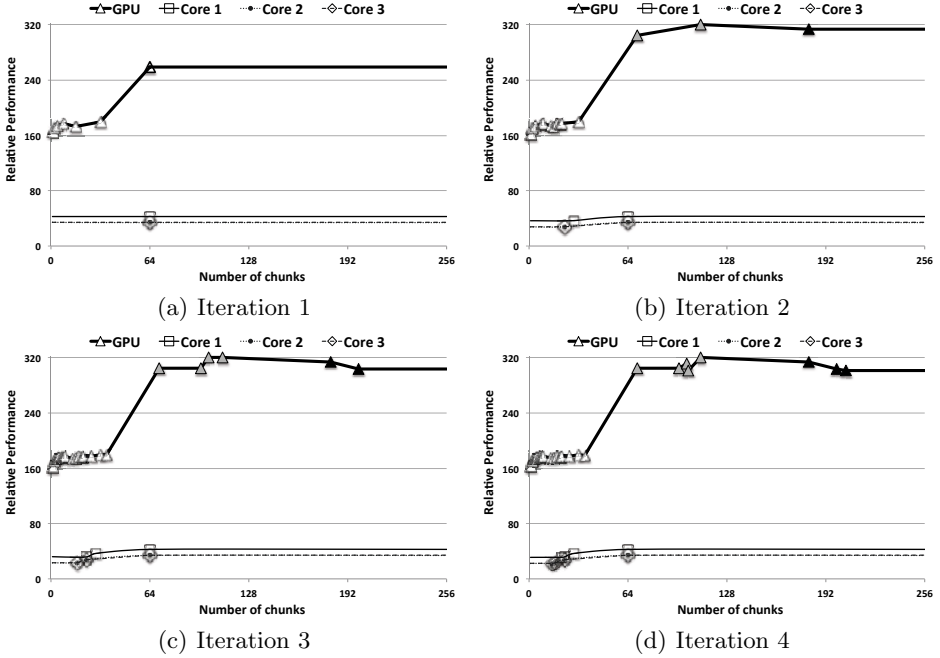 GPU Core 1 Core 2 Core 3
320
240
160
80
0
Relative Performance
0 64 128 192 256
Number of chunks
(a) Iteration 1
GPU Core 1 Core 2 Core 3
320
240
160
80
0
Relative Performance
0 64 128 192 256
Number of chunks
(b) Iteration 2
GPU Core 1 Core 2 Core 3
320
240
160
80
0
Relative Performance
0 64 128 192 256
Number of chunks
(c) Iteration 3
GPU Core 1 Core 2 Core 3
320
240
160
80
0
Relative Performance
0 64 128 192 256
Number of chunks
(d) Iteration 4